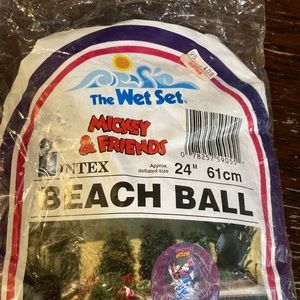 The Wet Set®
MICKEY
& FRIENDS
INTEX
Approx.
deflated size
24" 61cm
BEACH BALL